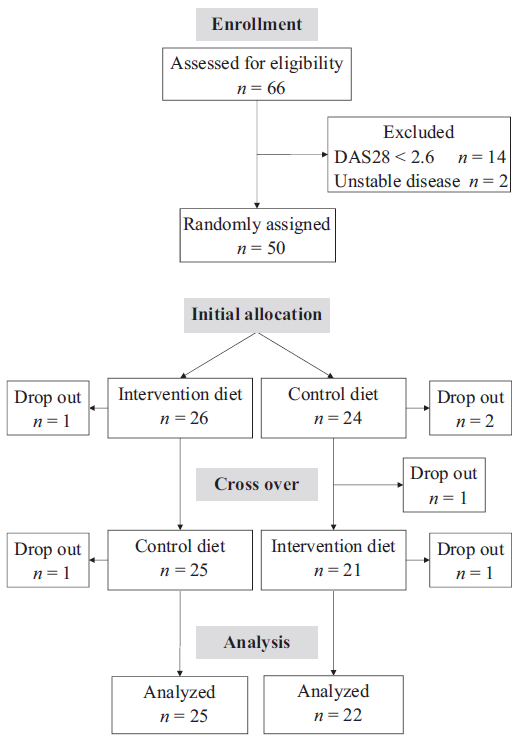 Enrollment
Assessed for eligibility
n = 66
Excluded
DAS28 < 2.6 n = 14
Unstable disease n = 2
Randomly assigned
n = 50
Initial allocation
Drop out
n = 1
Intervention diet
n = 26
Control diet
n = 24
Drop out
n = 2
Cross over
Drop out
n = 1
Drop out
n = 1
Control diet
n = 25
Intervention diet
n = 21
Drop out
n = 1
Analysis
Analyzed
n = 25
Analyzed
n = 22